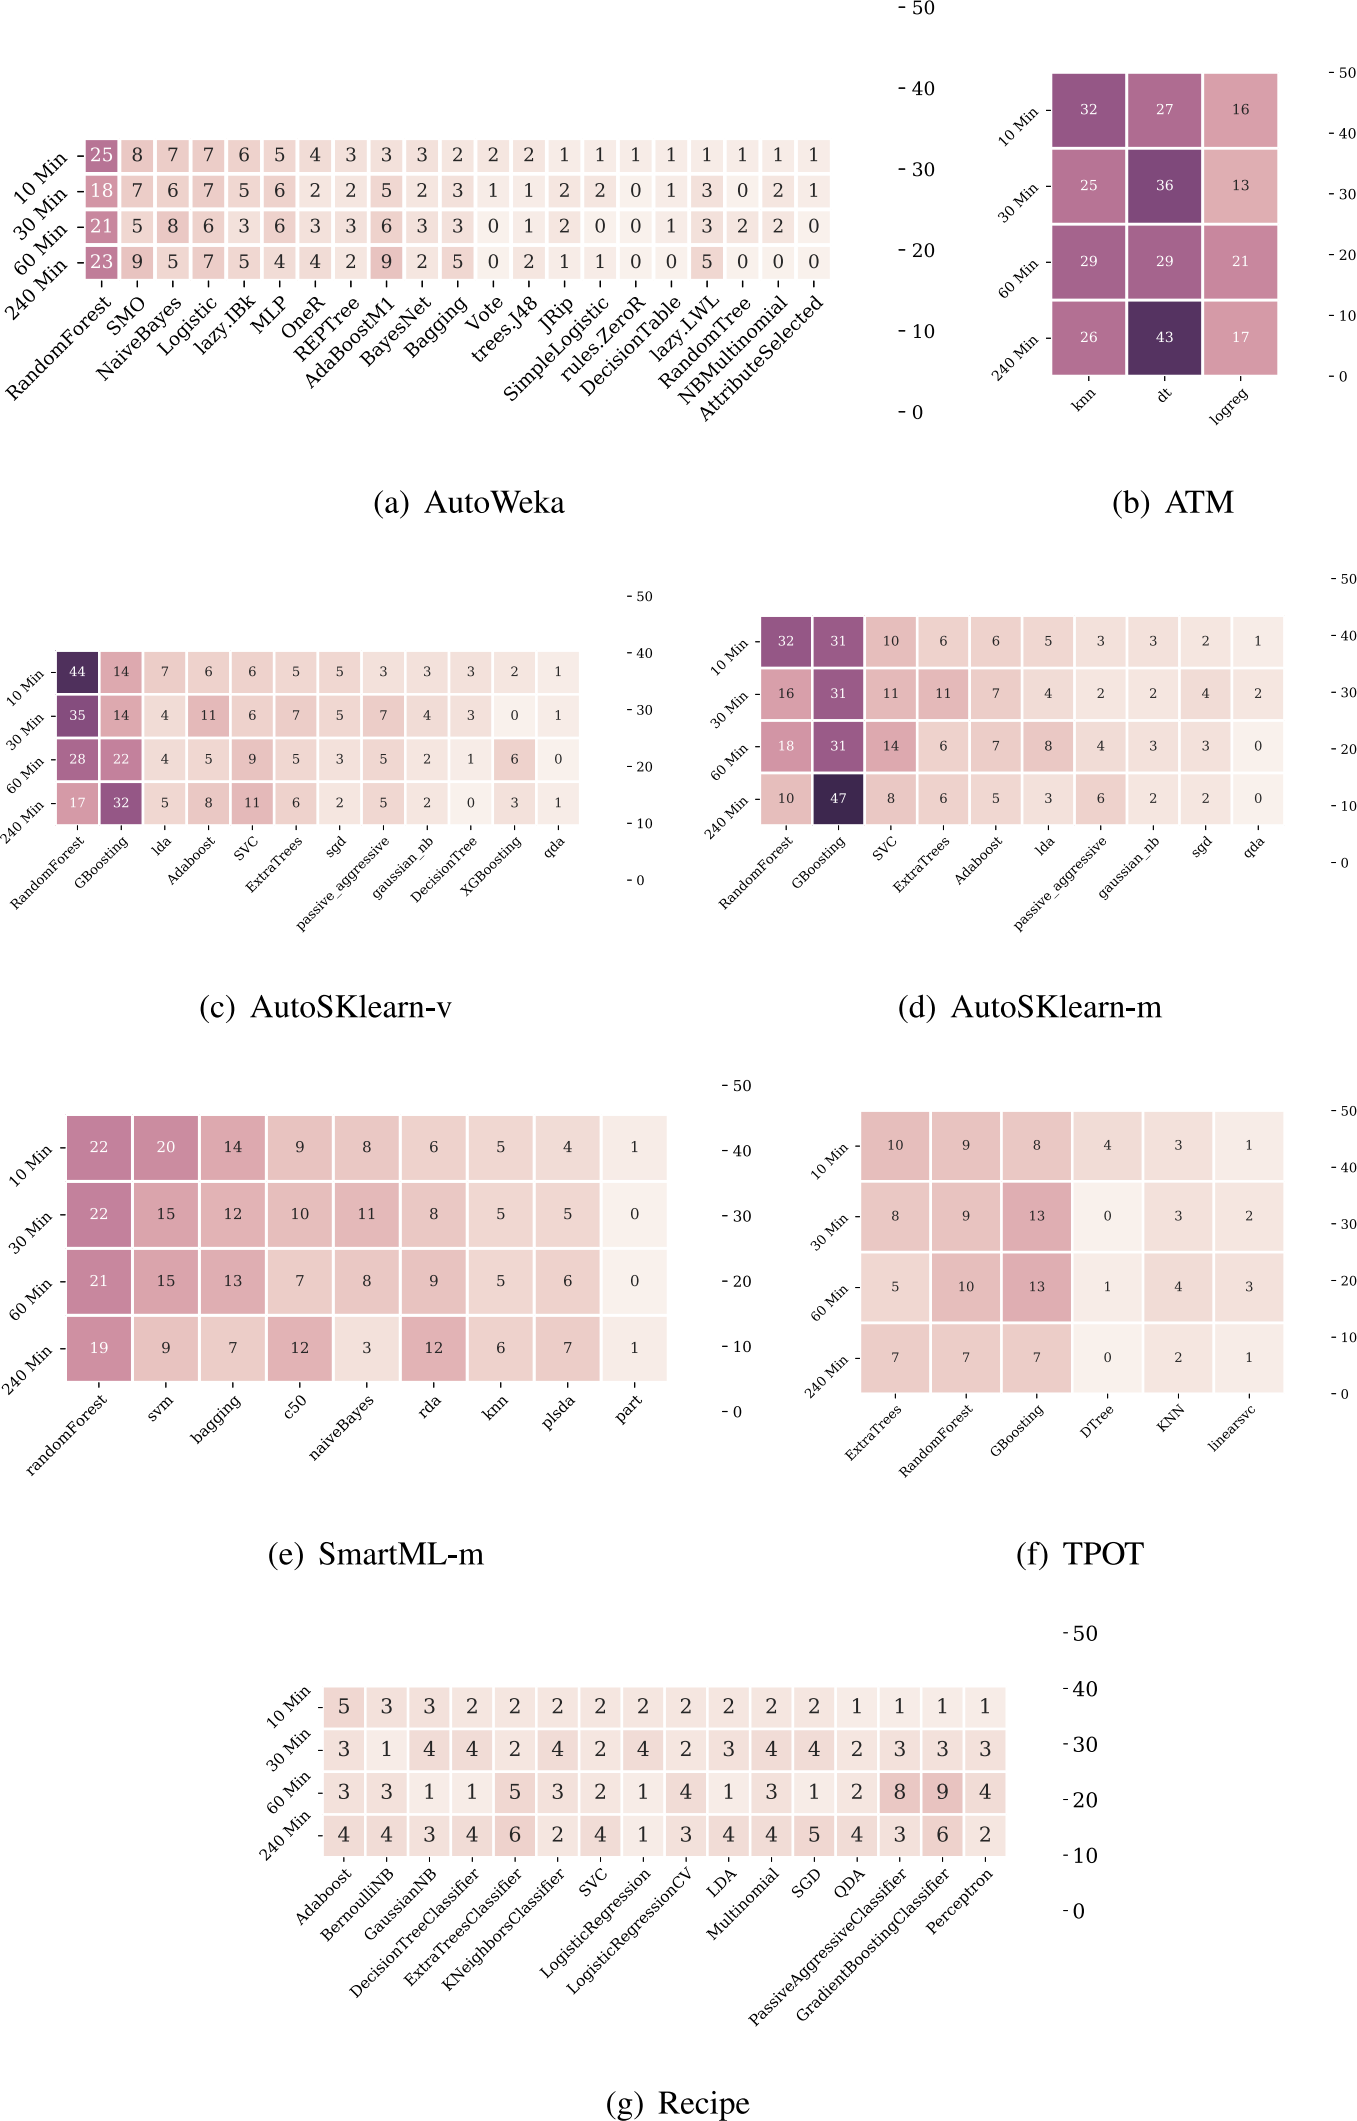 50
40
30
20
10
0
10 Min 25 8 7 7 6 5 4 3 3 3 2 2 2 1 1 1 1 1 1 1 1
30 Min 18 7 6 7 5 6 2 2 5 2 3 1 1 2 2 0 1 3 0 2 1
60 Min 21 5 8 6 3 6 3 3 6 3 3 0 1 2 0 0 1 3 2 2 0
240 Min 23 9 5 7 5 4 4 2 9 2 5 0 2 1 1 0 0 5 0 0 0
RandomForest SMO NaiveBayes Logistic lazy.IBk MLP OneR REPTree AdaBoostM1 BayesNet Bagging Vote trees.J48 JRip SimpleLogistic rules.ZeroR DecisionTable lazy.LWL RandomTree NBMultinomial AttributeSelected
(a) AutoWeka
50
40
30
20
10
0
10 Min 32 27 16
30 Min 25 36 13
60 Min 29 29 21
240 Min 26 43 17
knn dt logreg
(b) ATM
50
40
30
20
10
0
10 Min 44 14 7 6 6 5 5 3 3 3 2 1
30 Min 35 14 4 11 6 7 5 7 4 3 0 1
60 Min 28 22 4 5 9 5 3 5 2 1 6 0
240 Min 17 32 5 8 11 6 2 5 2 0 3 1
RandomForest GBoosting lda Adaboost SVC ExtraTrees sgd passive_aggressive gaussian_nb DecisionTree XGBoosting qda
(c) AutoSKlearn-v
50
40
30
20
10
0
10 Min 32 31 10 6 6 5 3 3 2 1
30 Min 16 31 11 11 7 4 2 2 4 2
60 Min 18 31 14 6 7 8 4 3 3 0
240 Min 10 47 8 6 5 3 6 2 2 0
RandomForest GBoosting SVC ExtraTrees Adaboost lda passive_aggressive gaussian_nb sgd qda
(d) AutoSKlearn-m
50
40
30
20
10
0
10 Min 22 20 14 9 8 6 5 4 1
30 Min 22 15 12 10 11 8 5 5 0
60 Min 21 15 13 7 8 9 5 6 0
240 Min 19 9 7 12 3 12 6 7 1
randomForest svm bagging c50 naiveBayes rda knn plsda part
(e) SmartML-m
50
40
30
20
10
0
10 Min 10 9 8 4 3 1
30 Min 8 9 13 0 3 2
60 Min 5 10 13 1 4 3
240 Min 7 7 7 0 2 1
ExtraTrees RandomForest GBoosting DTree KNN linearsvc
(f) TPOT
50
40
30
20
10
0
10 Min 5 3 3 2 2 2 2 2 2 2 2 2 1 1 1 1
30 Min 3 1 4 4 2 4 2 4 2 3 4 4 2 3 3 3
60 Min 3 3 1 1 5 3 2 1 4 1 3 1 2 8 9 4
240 Min 4 4 3 4 6 2 4 1 3 4 4 5 4 3 6 2
Adaboost BernoulliNB GaussianNB DecisionTreeClassifier ExtraTreesClassifier KNeighborsClassifier SVC LogisticRegression LogisticRegressionCV LDA Multinomial SGD QDA PassiveAggressiveClassifier GradientBoostingClassifier Perceptron
(g) Recipe